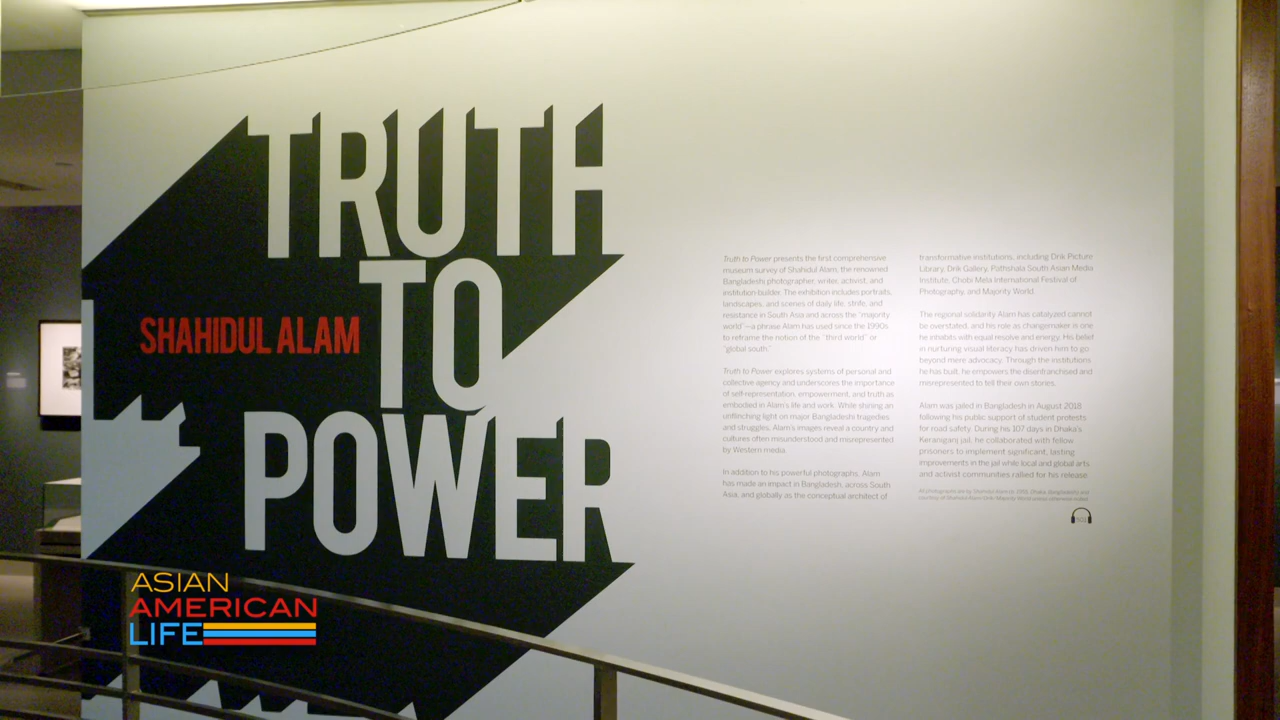 TRUTH
TO
POWER
SHAHIDUL ALAM
Truth to Power presents the first comprehensive
museum survey of Shahidul Alam, the renowned
Bangladeshi photographer, writer, activist, and
institution-builder. The exhibition includes portraits,
landscapes, and scenes of daily life, strife, and
resistance in South Asia and across the "majority
world"—a phrase Alam has used since the 1990s
to reframe the notion of the "third world" or
"global south."
Truth to Power explores systems of personal and
collective agency and underscores the importance
of self-representation, empowerment, and truth as
embodied in Alam's life and work. While shining an
unflinching light on major Bangladeshi tragedies
and struggles, Alam's images reveal a country and
cultures often misunderstood and misrepresented
by Western media.
In addition to his powerful photographs, Alam
has made an impact in Bangladesh, across South
Asia, and globally as the conceptual architect of
transformative institutions, including Drik Picture
Library, Drik Gallery, Pathshala South Asian Media
Institute, Chobi Mela International Festival of
Photography, and Majority World.
The regional solidarity Alam has catalyzed cannot
be overstated, and his role as changemaker is one
he inhabits with equal resolve and energy. His belief
in nurturing visual literacy has driven him to go
beyond mere advocacy. Through the institutions
he has built, he empowers the disenfranchised and
misrepresented to tell their own stories.
Alam was jailed in Bangladesh in August 2018
following his public support of student protests
for road safety. During his 107 days in Dhaka's
Keraniganj jail, he collaborated with fellow
prisoners to implement significant, lasting
improvements in the jail while local and global arts
and activist communities rallied for his release.
ASIAN
AMERICAN
LIFE